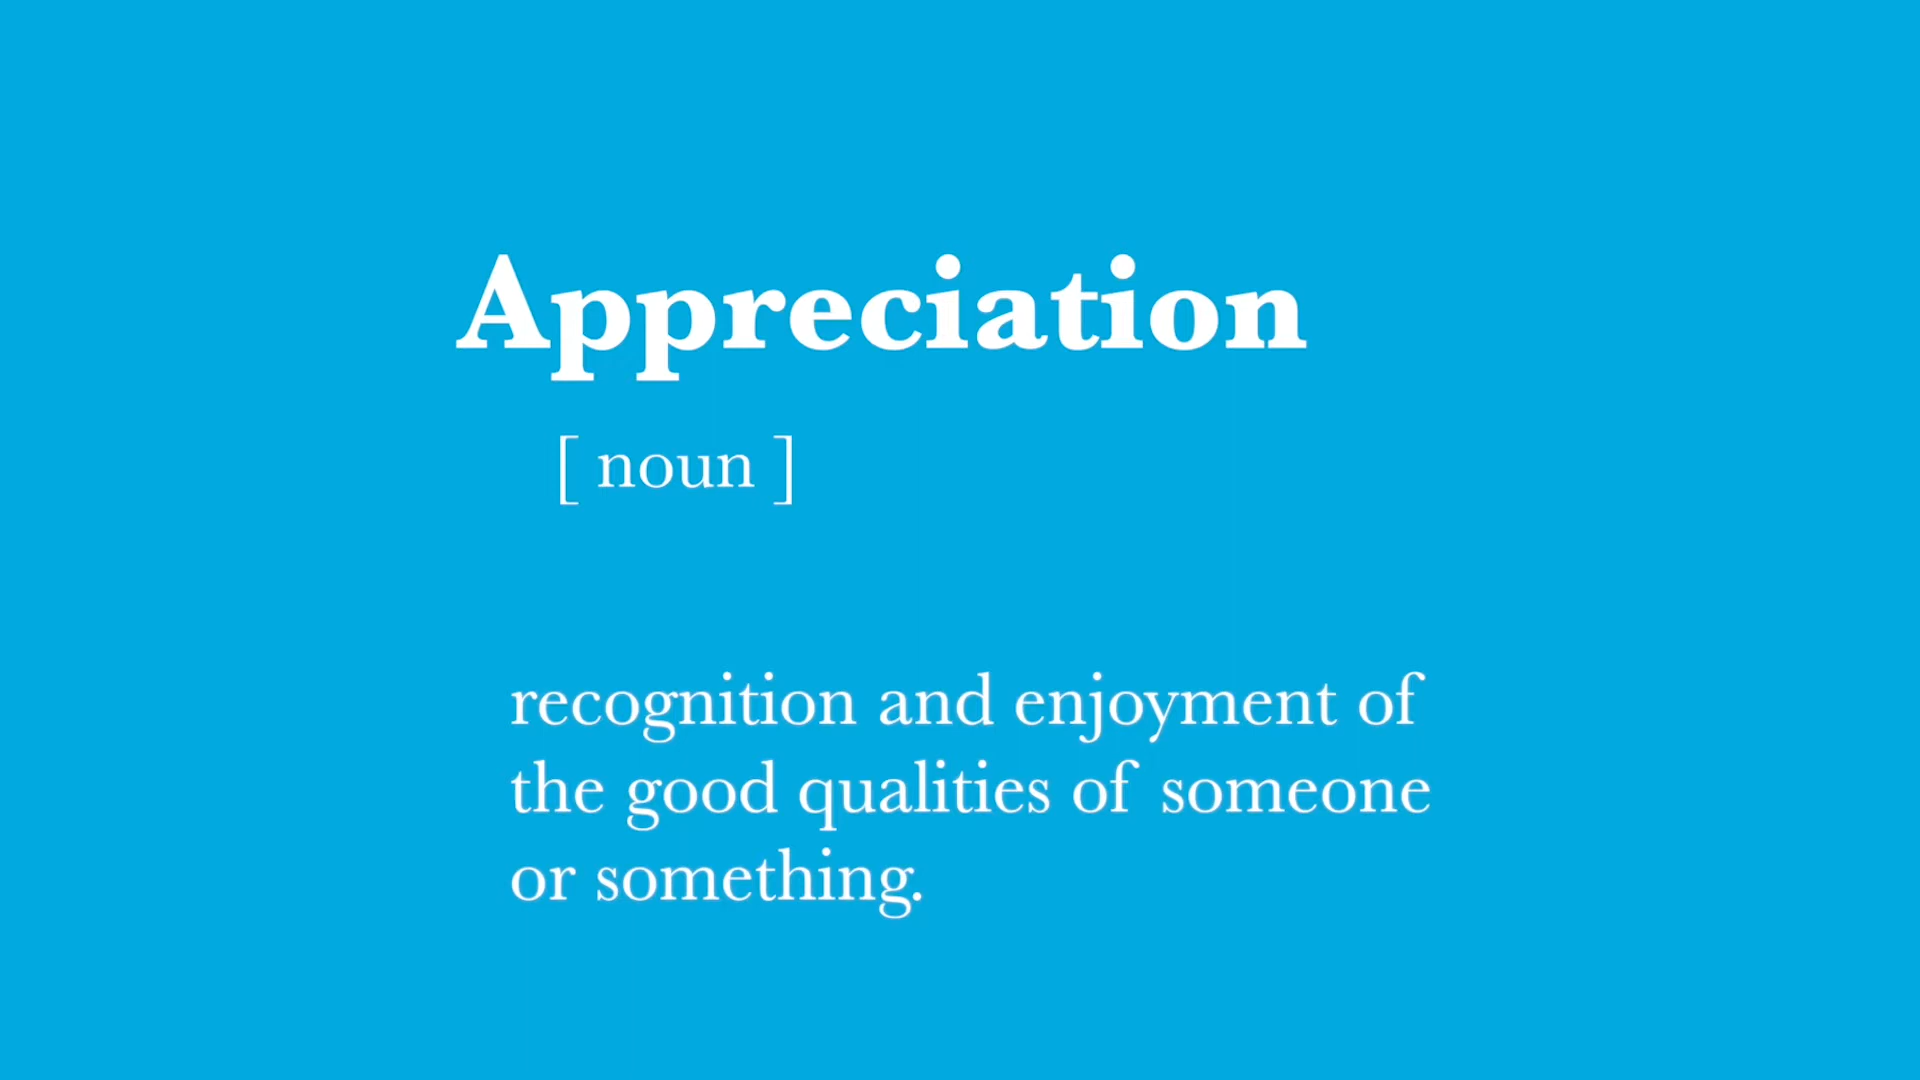 Appreciation
[ noun ]
recognition and enjoyment of
the good qualities of someone
or something.